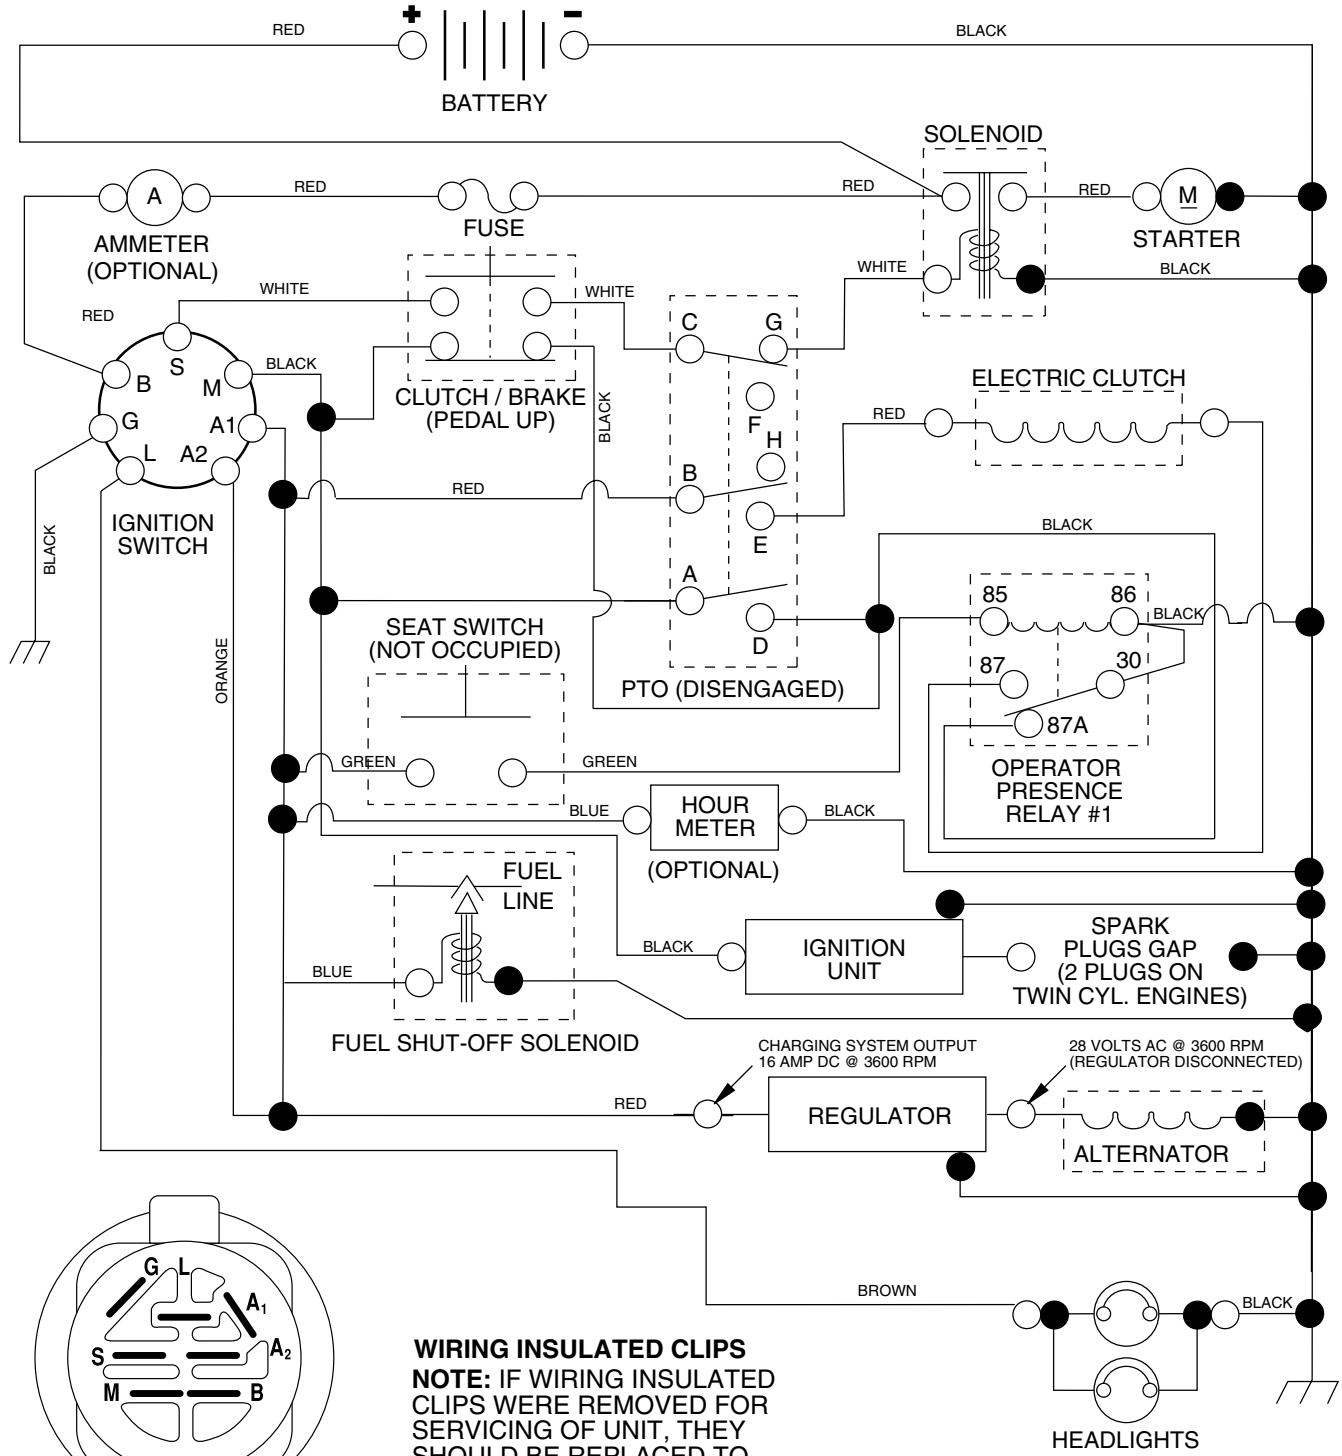 + -
RED
BLACK
BATTERY
SOLENOID
A
RED
RED
RED
M
FUSE
STARTER
AMMETER
(OPTIONAL)
WHITE
BLACK
WHITE
WHITE
RED
C G
S
BLACK
B
M
ELECTRIC CLUTCH
CLUTCH / BRAKE
(PEDAL UP)
BLACK
F
RED
G
A1
H
L A2
B
RED
IGNITION
SWITCH
BLACK
E
BLACK
A
85 86
BLACK
SEAT SWITCH
(NOT OCCUPIED)
D
ORANGE
87 30
PTO (DISENGAGED)
87A
GREEN
GREEN
OPERATOR
PRESENCE
RELAY #1
BLUE
HOUR
METER
BLACK
(OPTIONAL)
FUEL
LINE
BLACK
IGNITION
UNIT
SPARK
PLUGS GAP
(2 PLUGS ON
TWIN CYL. ENGINES)
BLUE
FUEL SHUT-OFF SOLENOID
CHARGING SYSTEM OUTPUT
16 AMP DC @ 3600 RPM
28 VOLTS AC @ 3600 RPM
(REGULATOR DISCONNECTED)
RED
REGULATOR
ALTERNATOR
G L
A1
S
A2
M B
BROWN
BLACK
HEADLIGHTS
WIRING INSULATED CLIPS
NOTE: IF WIRING INSULATED
CLIPS WERE REMOVED FOR
SERVICING OF UNIT, THEY
SHOULD BE REPLACED TO